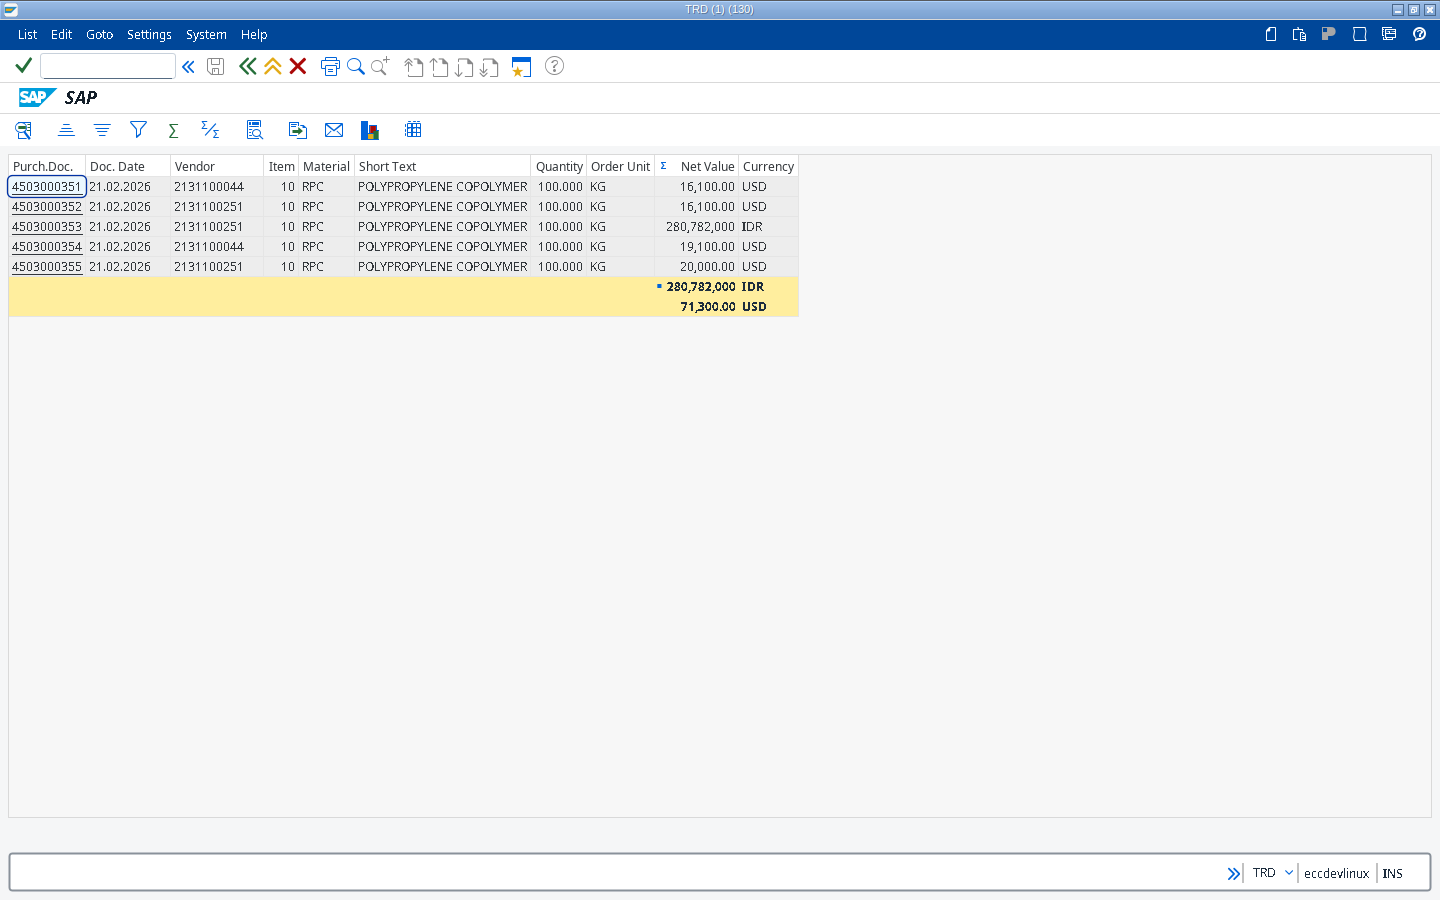 TRD (1) (130)
List Edit Goto Settings System Help
SAP SAP
Purch.Doc. Doc. Date Vendor Item Material Short Text Quantity Order Unit Σ Net Value Currency
4503000351 21.02.2026 2131100044 10 RPC POLYPROPYLENE COPOLYMER 100.000 KG 16,100.00 USD
4503000352 21.02.2026 2131100251 10 RPC POLYPROPYLENE COPOLYMER 100.000 KG 16,100.00 USD
4503000353 21.02.2026 2131100251 10 RPC POLYPROPYLENE COPOLYMER 100.000 KG 280,782,000 IDR
4503000354 21.02.2026 2131100044 10 RPC POLYPROPYLENE COPOLYMER 100.000 KG 19,100.00 USD
4503000355 21.02.2026 2131100251 10 RPC POLYPROPYLENE COPOLYMER 100.000 KG 20,000.00 USD
280,782,000 IDR
71,300.00 USD
TRD eccdevlinux INS